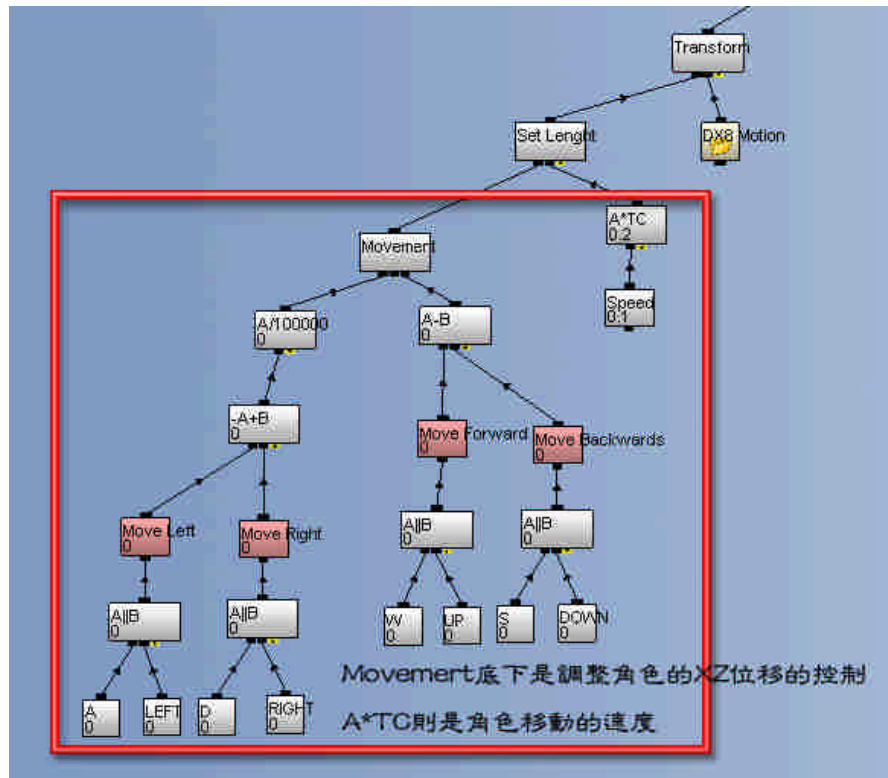 Transform
Set Lenght
DX8 Motion
A*TC
0:2
Movement
Speed
0:1
A/100000
0
A-B
0
-A+B
0
Move Forward
0
Move Backwards
0
Move Left
0
Move Right
0
A||B
0
A||B
0
A||B
0
A||B
0
W
0
UP
0
S
0
DOWN
0
A
0
LEFT
0
D
0
RIGHT
0
Movemert底下是調整角色的XZ位移的控制
A*TC則是角色移動的速度